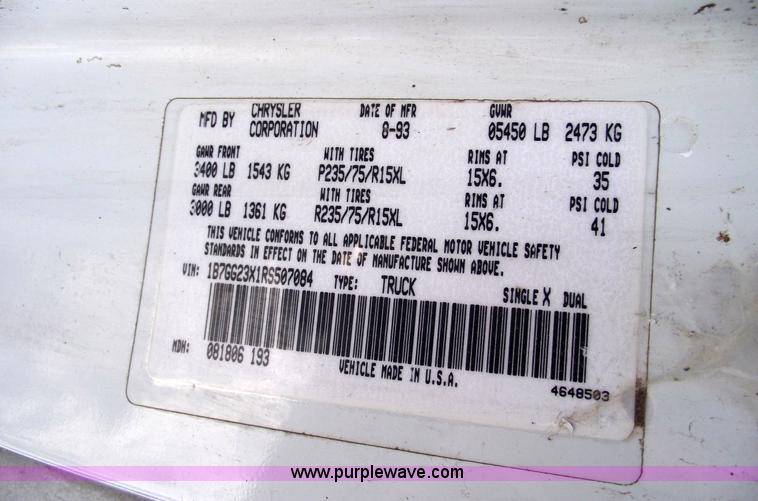 MFD BY CHRYSLER CORPORATION DATE OF MFR 8-93 GVWR 05450 LB 2473 KG
GAWR FRONT WITH TIRES RIMS AT PSI COLD
3400 LB 1543 KG P235/75/R15XL 15X6. 35
GAWR REAR WITH TIRES RIMS AT PSI COLD
3000 LB 1361 KG R235/75/R15XL 15X6. 41
THIS VEHICLE CONFORMS TO ALL APPLICABLE FEDERAL MOTOR VEHICLE SAFETY
STANDARDS IN EFFECT ON THE DATE OF MANUFACTURE SHOWN ABOVE.
VIN: 1B7GG23X1RS507084 TYPE: TRUCK SINGLE X DUAL
MDH: 081806 193
VEHICLE MADE IN U.S.A.
4648503
www.purplewave.com